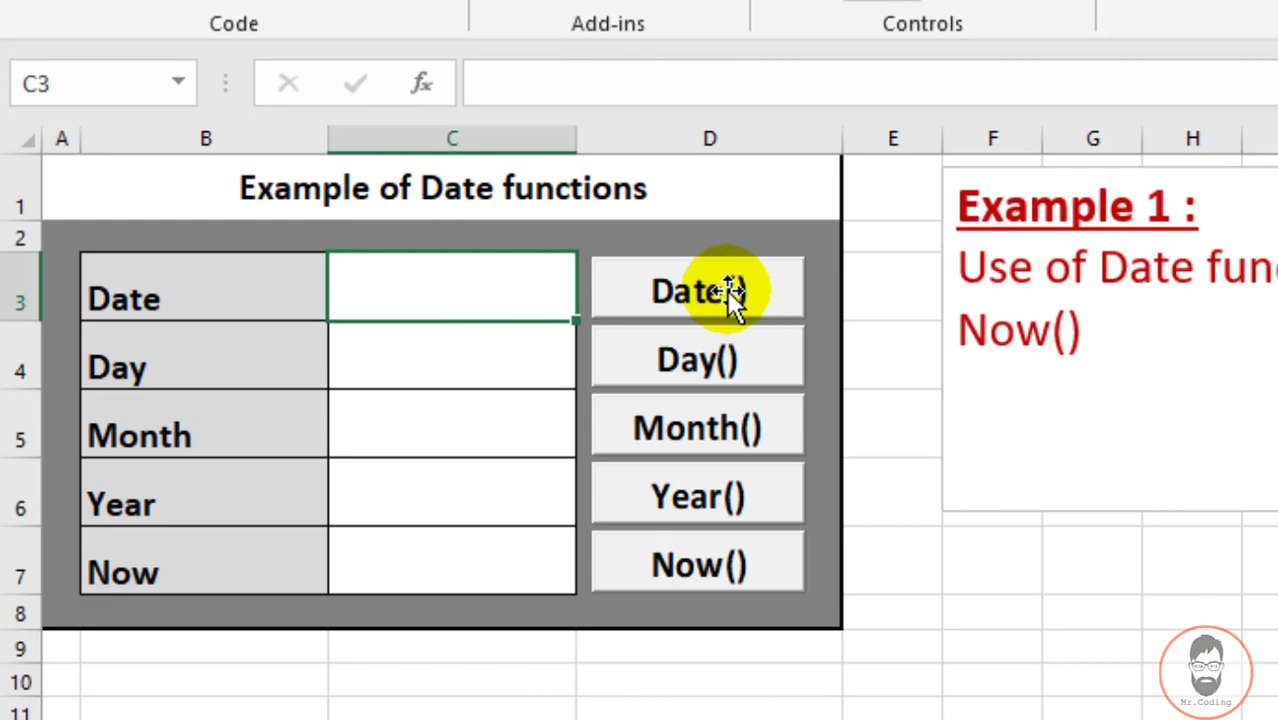 Code Add-ins Controls
C3 fx
A B C D E F G H
1 Example of Date functions
2
Example 1 :
Use of Date func
Now()
3 Date Date()
4 Day Day()
5 Month Month()
6 Year Year()
7 Now Now()
8
9
10
11
Mr.Coding